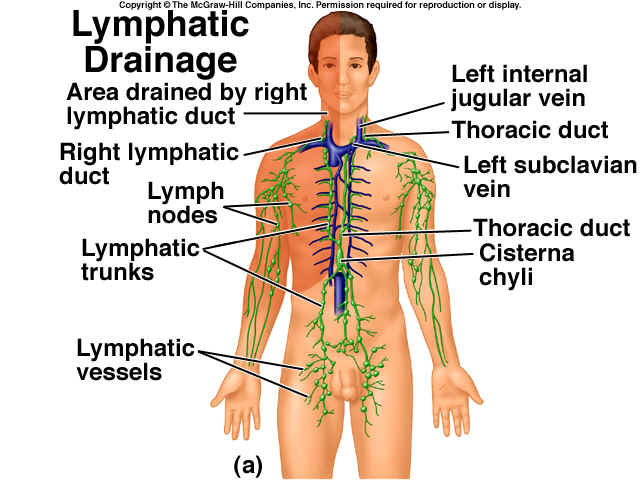 Copyright © The McGraw-Hill Companies, Inc. Permission required for reproduction or display.
Lymphatic
Drainage
Area drained by right
lymphatic duct
Right lymphatic
duct
Lymph
nodes
Lymphatic
trunks
Lymphatic
vessels
Left internal
jugular vein
Thoracic duct
Left subclavian
vein
Thoracic duct
Cisterna
chyli
(a)